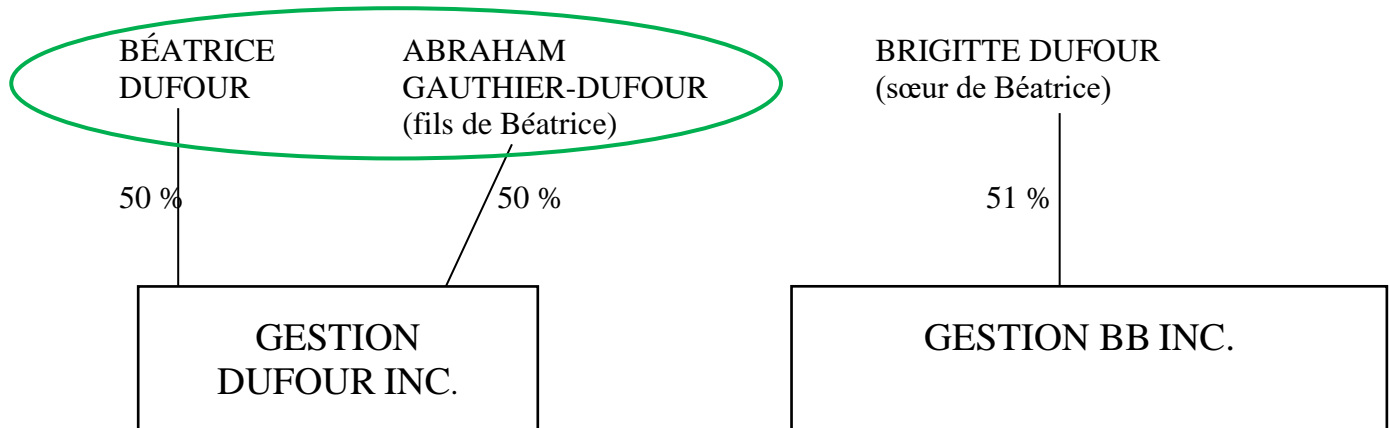 BÉATRICE
DUFOUR
ABRAHAM
GAUTHIER-DUFOUR
(fils de Béatrice)
BRIGITTE DUFOUR
(sœur de Béatrice)
50 %
50 %
51 %
GESTION
DUFOUR INC.
GESTION BB INC.